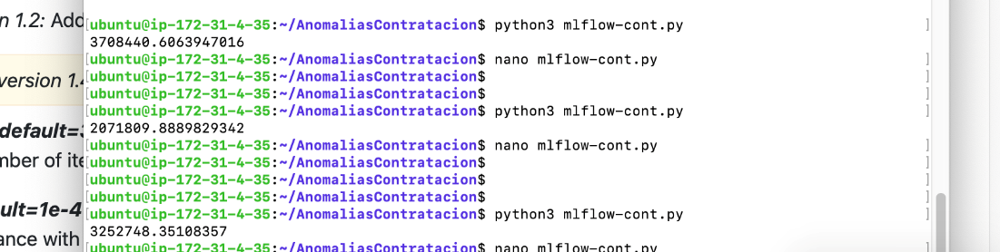 n 1.2: Add
version 1.4
default=3
mber of ite
ult=1e-4
ance with
[ubuntu@ip-172-31-4-35:~/AnomaliasContratacion$ python3 mlflow-cont.py ]
3708440.6063947016
[ubuntu@ip-172-31-4-35:~/AnomaliasContratacion$ nano mlflow-cont.py ]
[ubuntu@ip-172-31-4-35:~/AnomaliasContratacion$ ]
[ubuntu@ip-172-31-4-35:~/AnomaliasContratacion$ ]
[ubuntu@ip-172-31-4-35:~/AnomaliasContratacion$ python3 mlflow-cont.py ]
2071809.8889829342
[ubuntu@ip-172-31-4-35:~/AnomaliasContratacion$ nano mlflow-cont.py ]
[ubuntu@ip-172-31-4-35:~/AnomaliasContratacion$ ]
[ubuntu@ip-172-31-4-35:~/AnomaliasContratacion$ ]
[ubuntu@ip-172-31-4-35:~/AnomaliasContratacion$ ]
[ubuntu@ip-172-31-4-35:~/AnomaliasContratacion$ python3 mlflow-cont.py ]
3252748.35108357
[ubuntu@ip-172-31-4-35:~/AnomaliasContratacion$ nano mlflow-cont.py ]